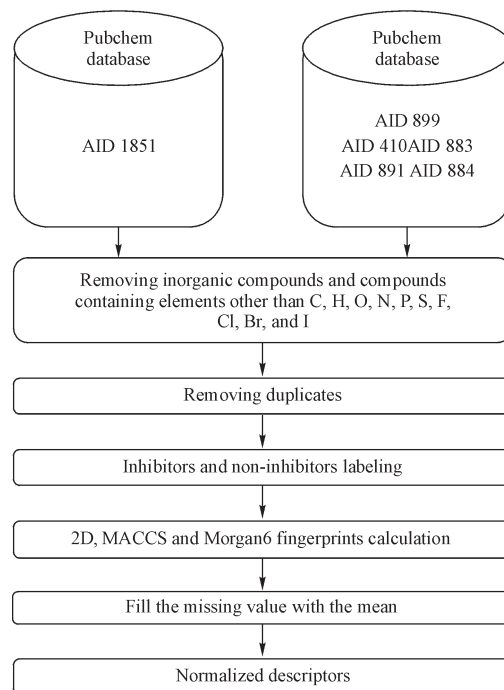 Pubchem
database
AID 1851
Pubchem
database
AID 899
AID 410AID 883
AID 891 AID 884
Removing inorganic compounds and compounds
containing elements other than C, H, O, N, P, S, F,
Cl, Br, and I
Removing duplicates
Inhibitors and non-inhibitors labeling
2D, MACCS and Morgan6 fingerprints calculation
Fill the missing value with the mean
Normalized descriptors